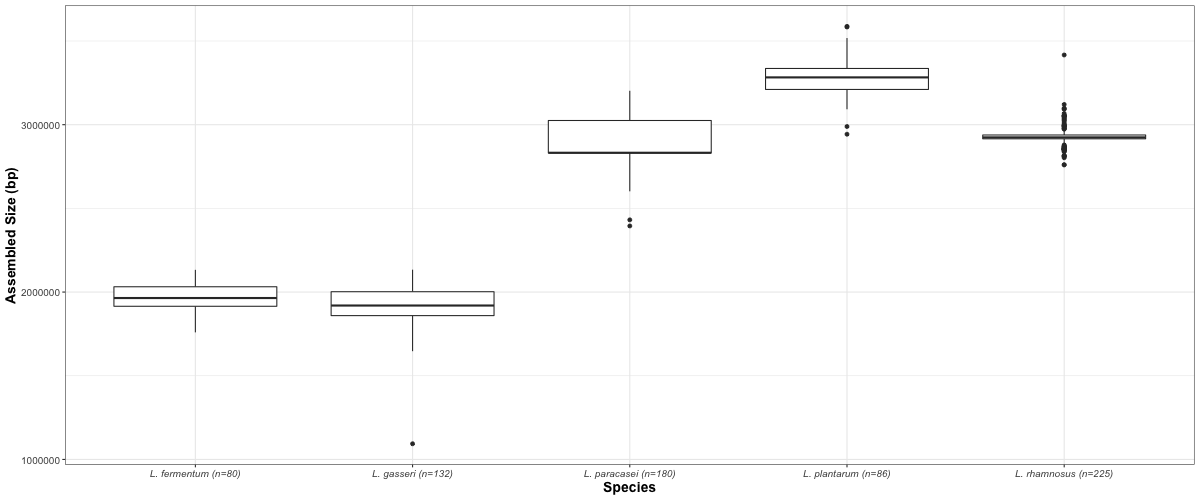 Assembled Size (bp)
3000000
2000000
1000000
L. fermentum (n=80)
L. gasseri (n=132)
L. paracasei (n=180)
L. plantarum (n=86)
L. rhamnosus (n=225)
Species